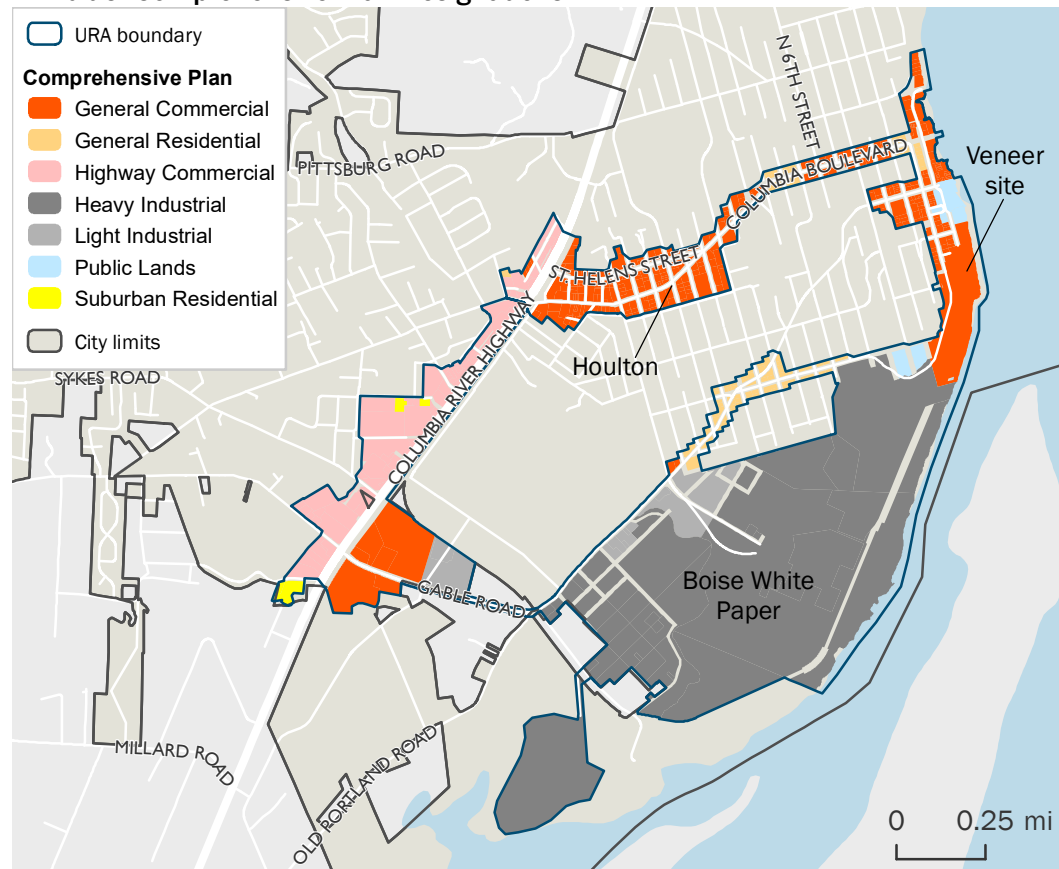 URA boundary
Comprehensive Plan
General Commercial
General Residential
Highway Commercial
Heavy Industrial
Light Industrial
Public Lands
Suburban Residential
City limits
N 6TH STREET
PITTSBURG ROAD
COLUMBIA BOULEVARD
Veneer
site
ST. HELENS STREET
Houlton
COLUMBIA RIVER HIGHWAY
SYKES ROAD
GABLE ROAD
Boise White
Paper
MILLARD ROAD
OLD PORTLAND ROAD
0 0.25 mi